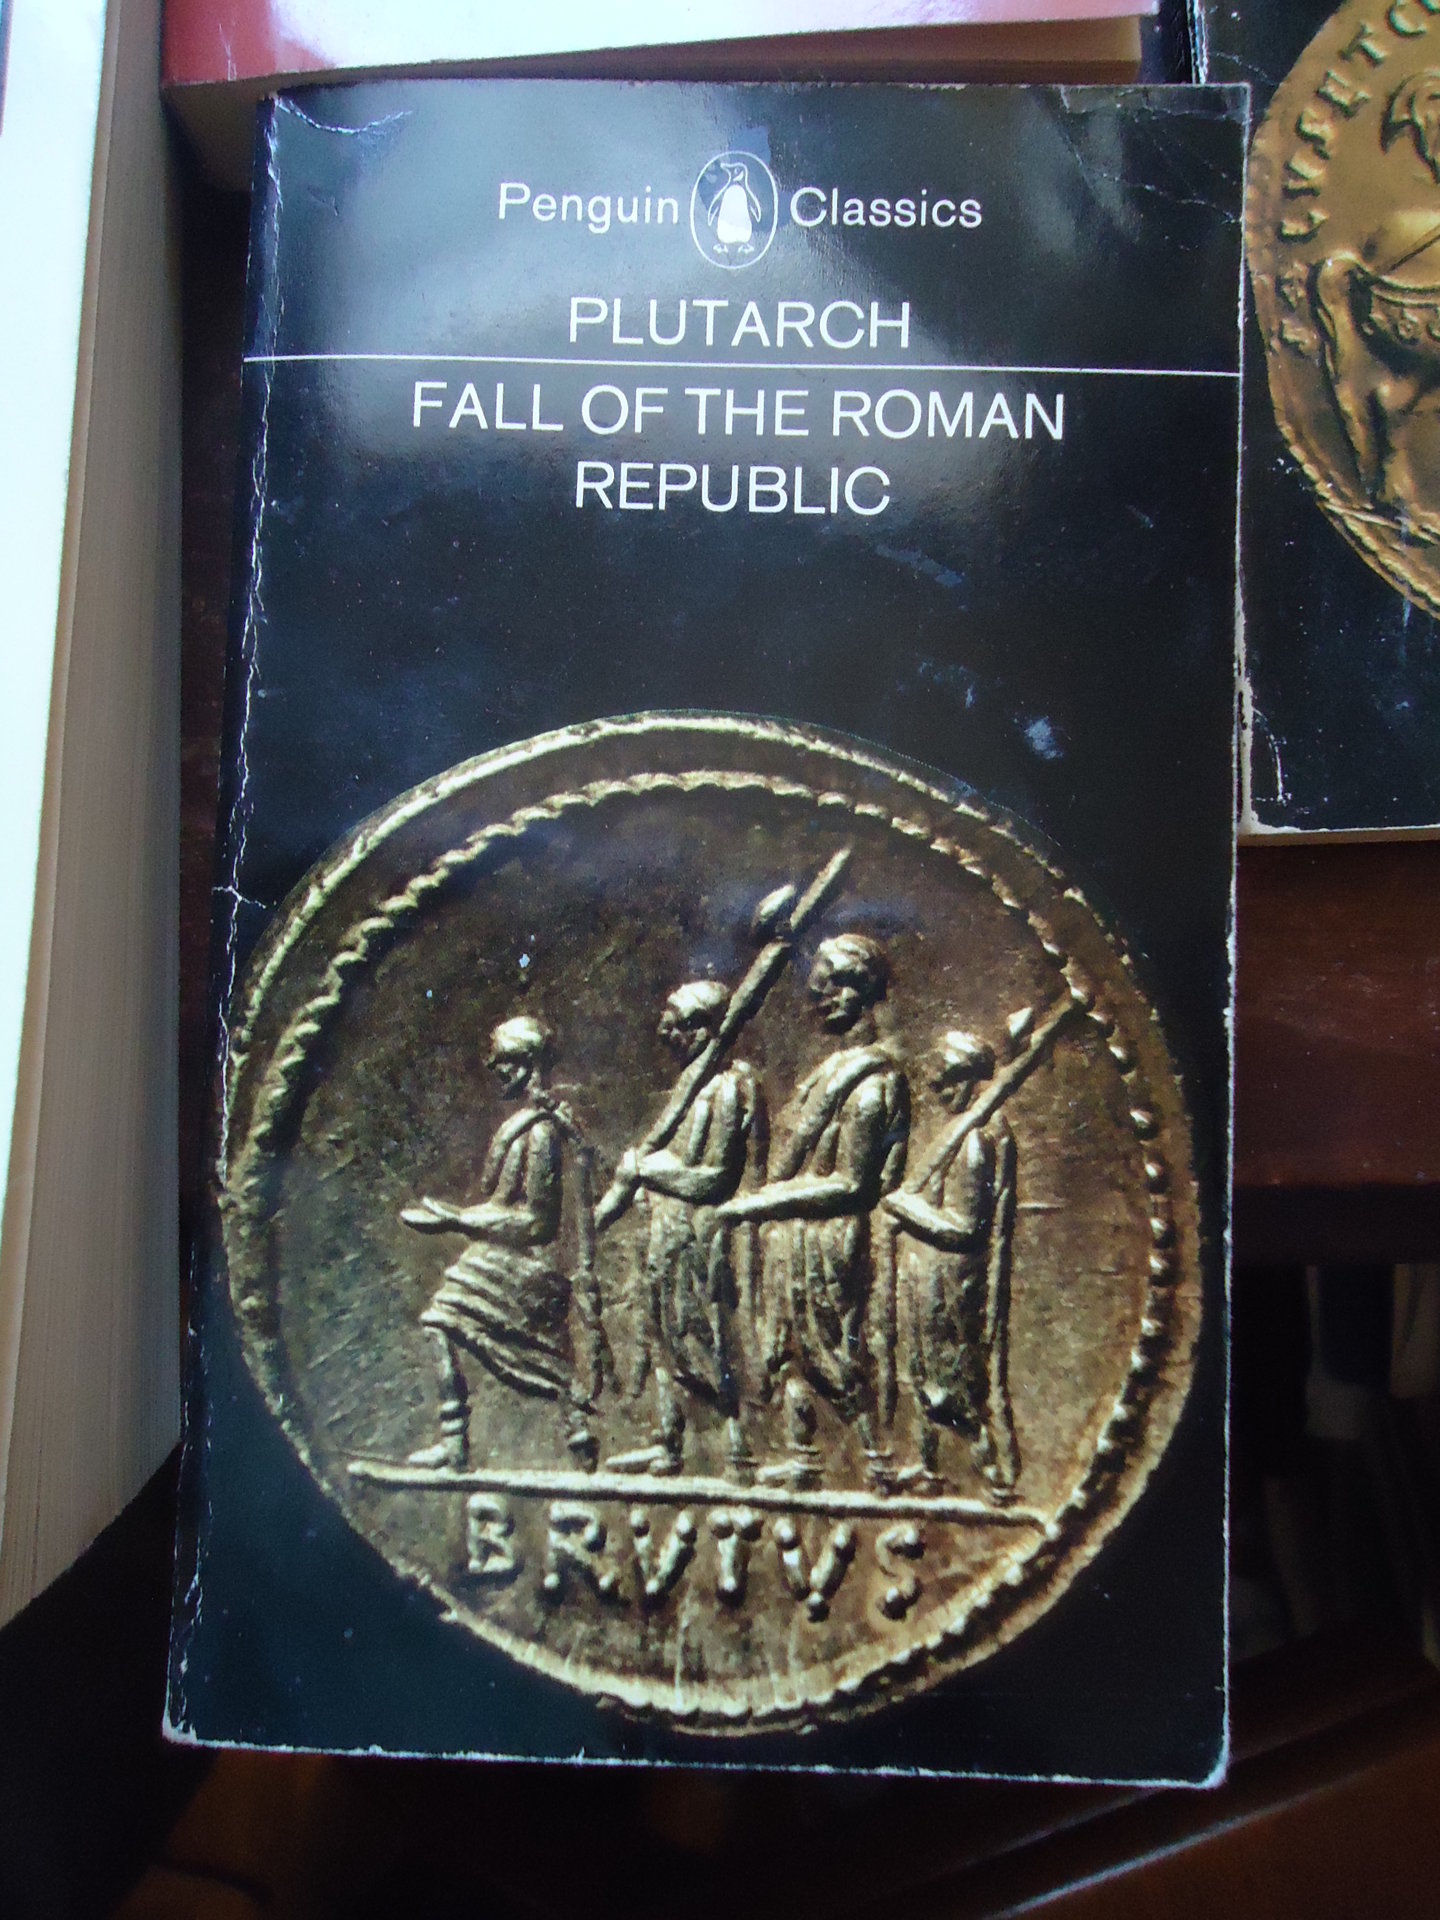 Penguin Classics
PLUTARCH
FALL OF THE ROMAN
REPUBLIC
BRVTVS